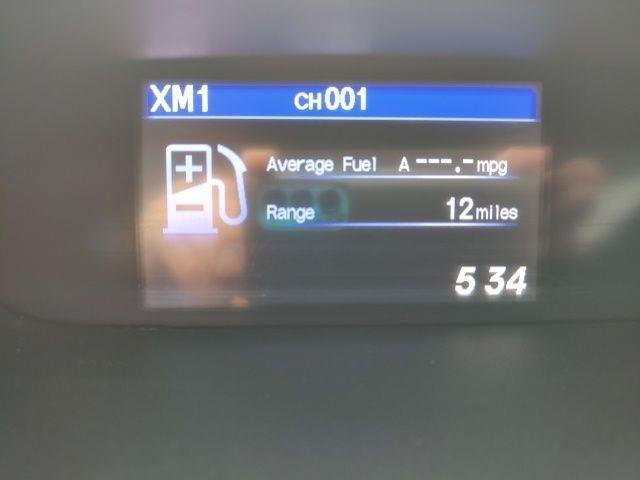 XM1 CH001
Average Fuel A ---.- mpg
Range 12 miles
5 34